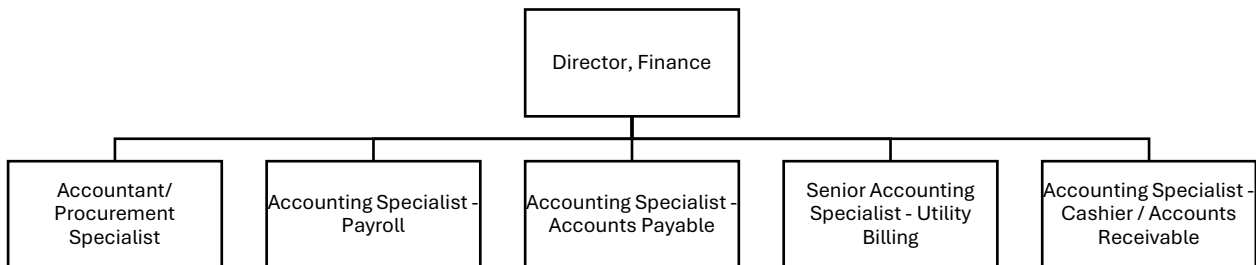 Director, Finance
Accountant/
Procurement
Specialist
Accounting Specialist -
Payroll
Accounting Specialist -
Accounts Payable
Senior Accounting
Specialist - Utility
Billing
Accounting Specialist -
Cashier / Accounts
Receivable